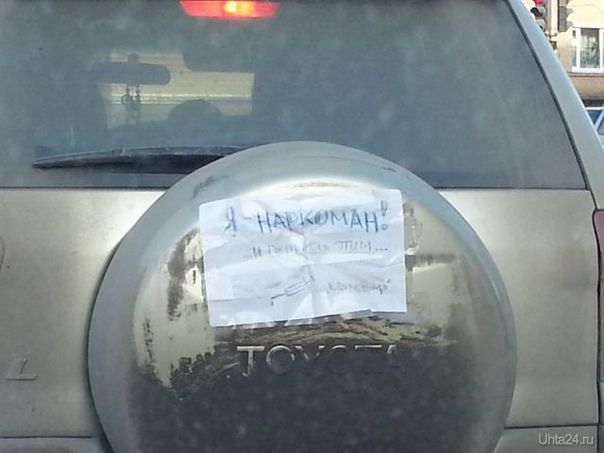 Я - НАРКОМАН!
...И ГОРЖУСЬ ЭТИМ...
TOYOTA
L
Uhta24.ru